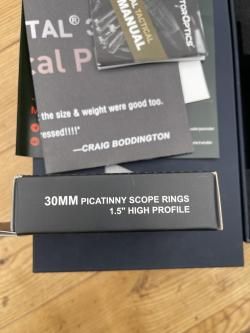 TAL
TACTICAL
MANUAL
the size & weight were good too.
ressed!!!!"
—CRAIG BODDINGTON
30MM PICATINNY SCOPE RINGS
1.5" HIGH PROFILE